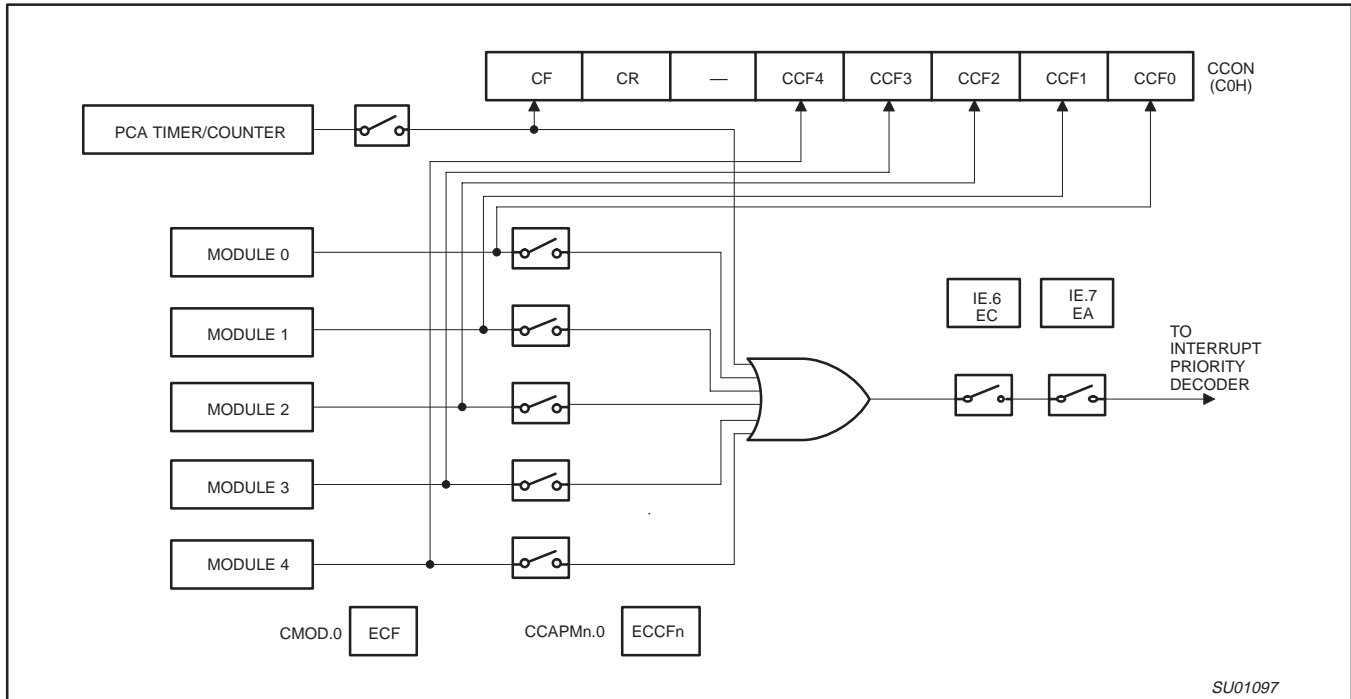 CF CR — CCF4 CCF3 CCF2 CCF1 CCF0
CCON
(C0H)
PCA TIMER/COUNTER
MODULE 0
MODULE 1
IE.6
EC
IE.7
EA
TO
INTERRUPT
PRIORITY
DECODER
MODULE 2
MODULE 3
MODULE 4
CMOD.0 ECF
CCAPMn.0 ECCFn
SU01097